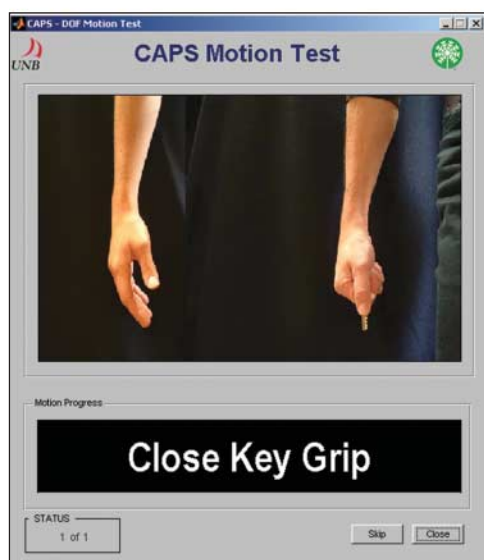 CAPS - DOF Motion Test
UNB
CAPS Motion Test
Motion Progress
Close Key Grip
STATUS
1 of 1
Skip
Close